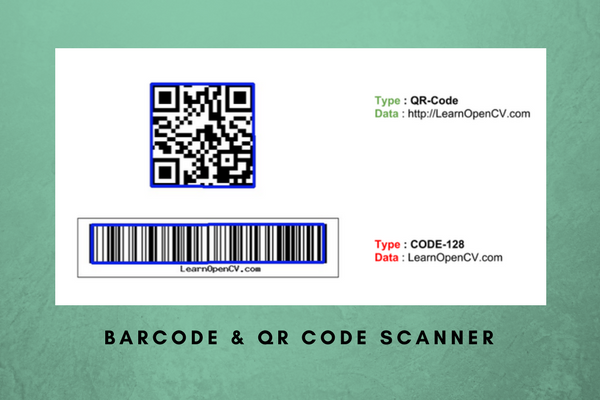 Type : QR-Code
Data : http://LearnOpenCV.com
LearnOpenCV.com
Type : CODE-128
Data : LearnOpenCV.com
BARCODE & QR CODE SCANNER